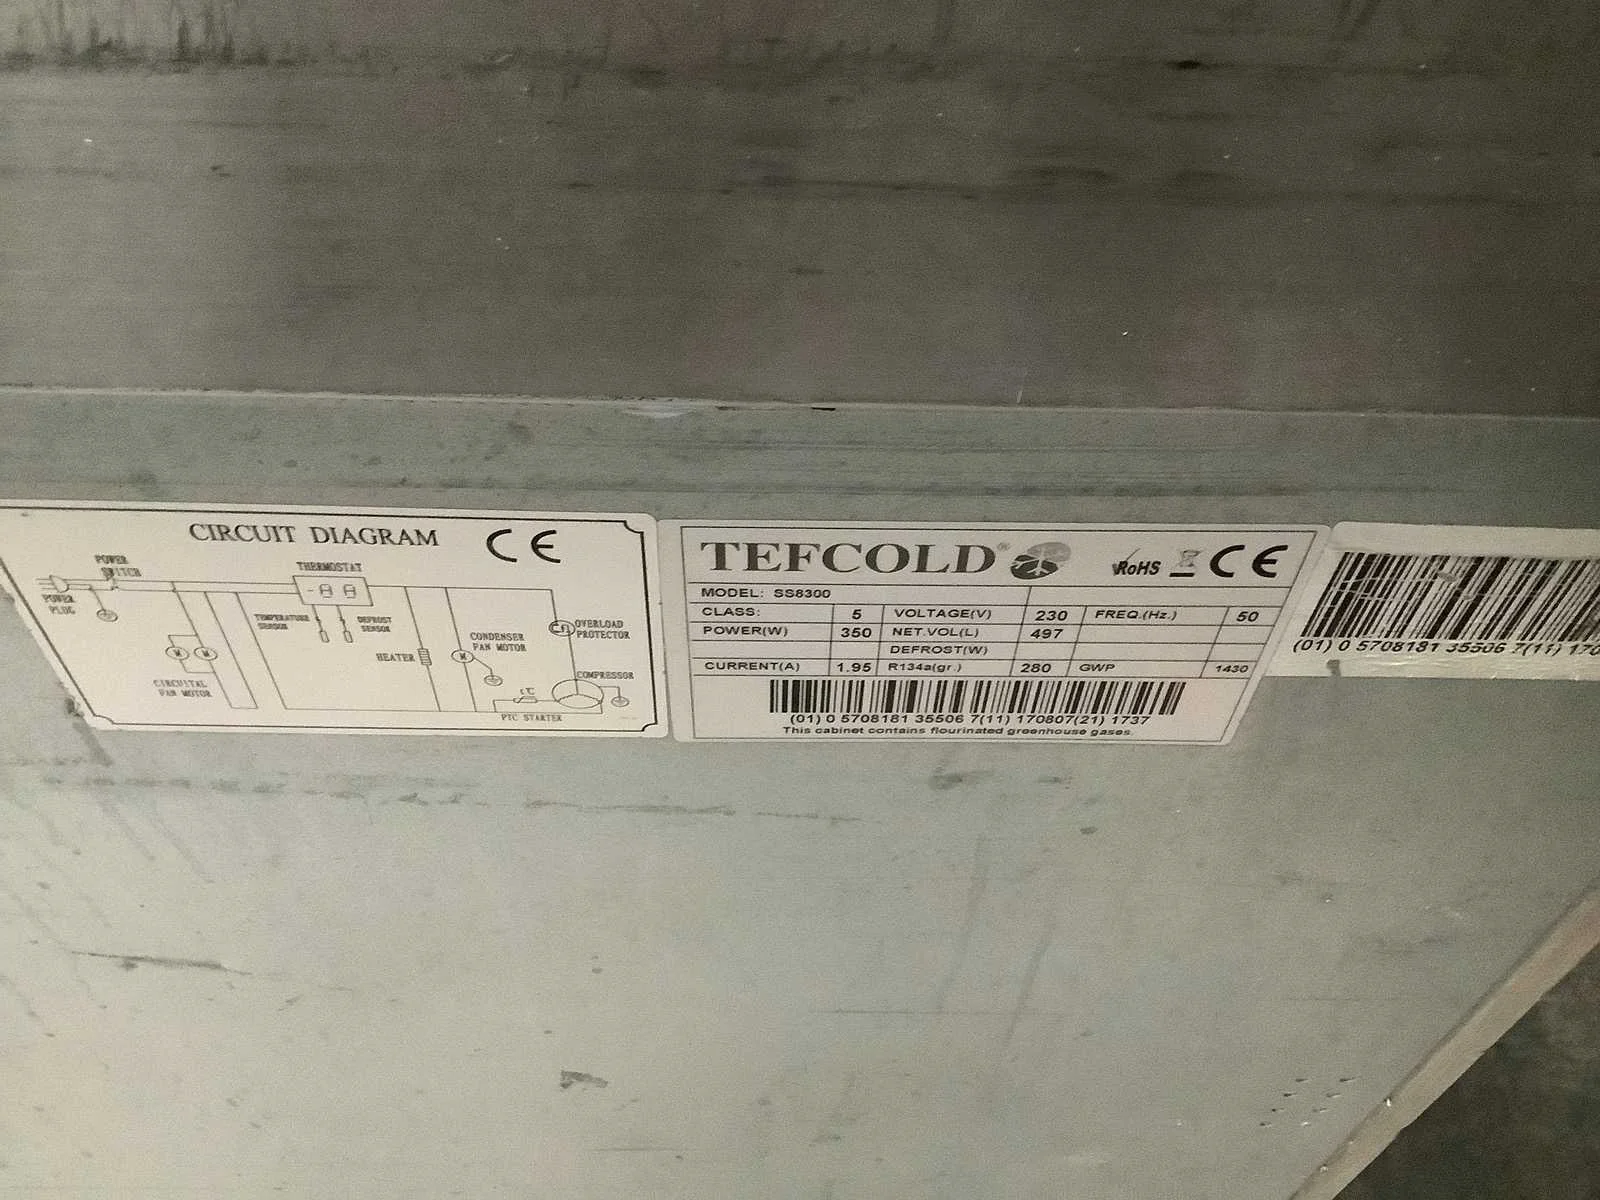 CIRCUIT DIAGRAM CE
POWER
SWITCH
POWER
PLUG
THERMOSTAT
TEMPERATURE
SENSOR
DEFROST
SENSOR
M M
CIRCUITAL
FAN MOTOR
HEATER
CONDENSER
FAN MOTOR
M
OVERLOAD
PROTECTOR
COMPRESSOR
t℃
PTC STARTER
TEFCOLD® RoHS CE
MODEL: SS8300
CLASS: 5 VOLTAGE(V) 230 FREQ.(Hz.) 50
POWER(W) 350 NET.VOL(L) 497
DEFROST(W)
CURRENT(A) 1.95 R134a(gr.) 280 GWP 1430
(01) 0 5708181 35506 7(11) 170807(21) 1737
This cabinet contains flourinated greenhouse gases.
(01) 0 5708181 35506 7(11) 170